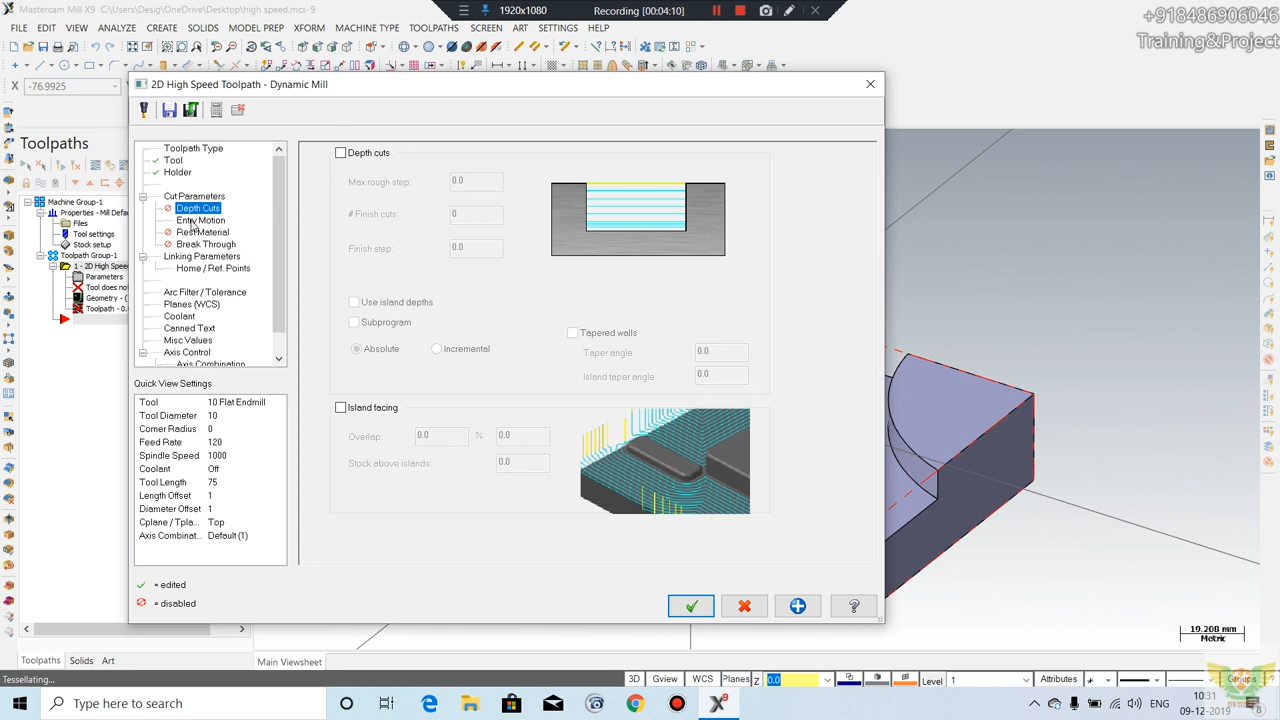 Mastercam Mill X9 C:\Users\Desig\OneDrive\Desktop\high speed.mcx-9
1920x1080
Recording [00:04:10]
+918486906046
Training&Project
FILE EDIT VIEW ANALYZE CREATE SOLIDS MODEL PREP XFORM MACHINE TYPE TOOLPATHS SCREEN ART SETTINGS HELP
X -76.9925
2D High Speed Toolpath - Dynamic Mill
Toolpaths
Machine Group-1
Properties - Mill Defa
Files
Tool settings
Stock setup
Toolpath Group-1
1 - 2D High Speed
Parameters
Tool does no
Geometry - (
Toolpath - 0.
Toolpath Type
Tool
Holder
Cut Parameters
Depth Cuts
Entry Motion
Rest Material
Break Through
Linking Parameters
Home / Ref. Points
Arc Filter / Tolerance
Planes (WCS)
Coolant
Canned Text
Misc Values
Axis Control
Axis Combination
Quick View Settings
Tool 10 Flat Endmill
Tool Diameter 10
Corner Radius 0
Feed Rate 120
Spindle Speed 1000
Coolant Off
Tool Length 75
Length Offset 1
Diameter Offset 1
Cplane / Tpla... Top
Axis Combinat... Default (1)
= edited
= disabled
Depth cuts
Max rough step: 0.0
# Finish cuts: 0
Finish step: 0.0
Use island depths
Subprogram
Absolute Incremental
Tapered walls
Taper angle 0.0
Island taper angle 0.0
Island facing
Overlap: 0.0 % 0.0
Stock above islands: 0.0
19.208 mm
Metric
Toolpaths Solids Art
Main Viewsheet
Tessellating...
3D Gview WCS Planes Z 0.0 Level 1 Attributes Groups ?
Type here to search
ENG
10:31
09-12-2019
8